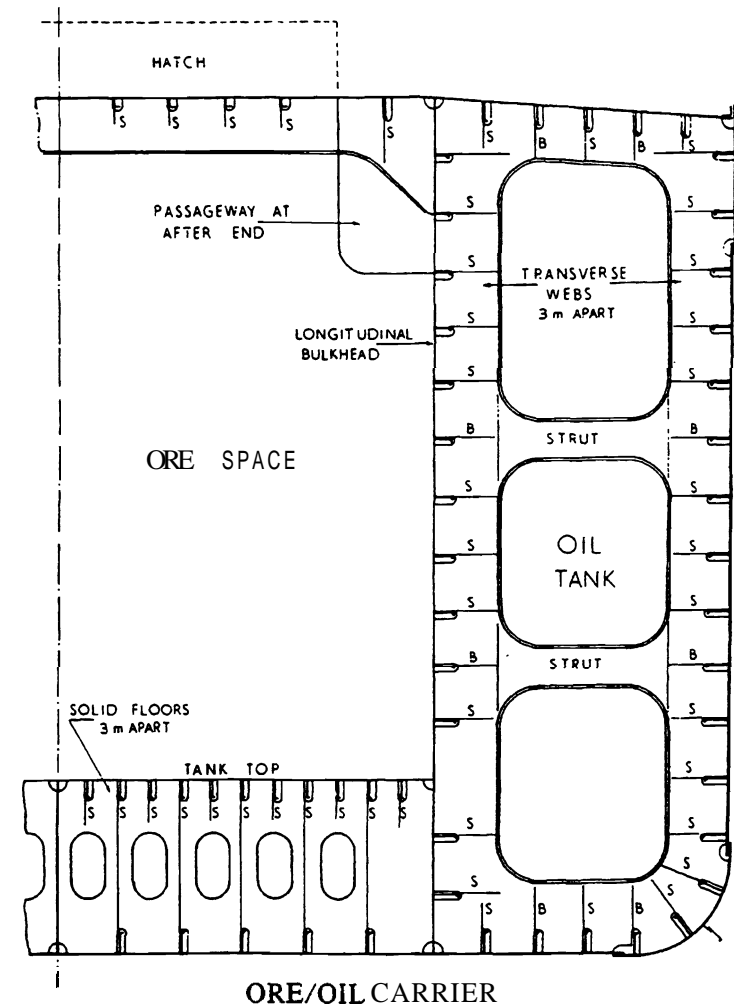 HATCH
S S S S S S B S B S
S S
PASSAGEWAY AT
AFTER END
S S
TRANSVERSE
WEBS
3 m APART
S S
LONGITUDINAL
BULKHEAD
S S
B STRUT B
ORE SPACE
S S
S S
OIL
TANK
S S
B STRUT B
SOLID FLOORS
3 m APART
S S
TANK TOP
S
S S S S S S S S S S S
S S
S
S S
S B S B
ORE/OIL CARRIER